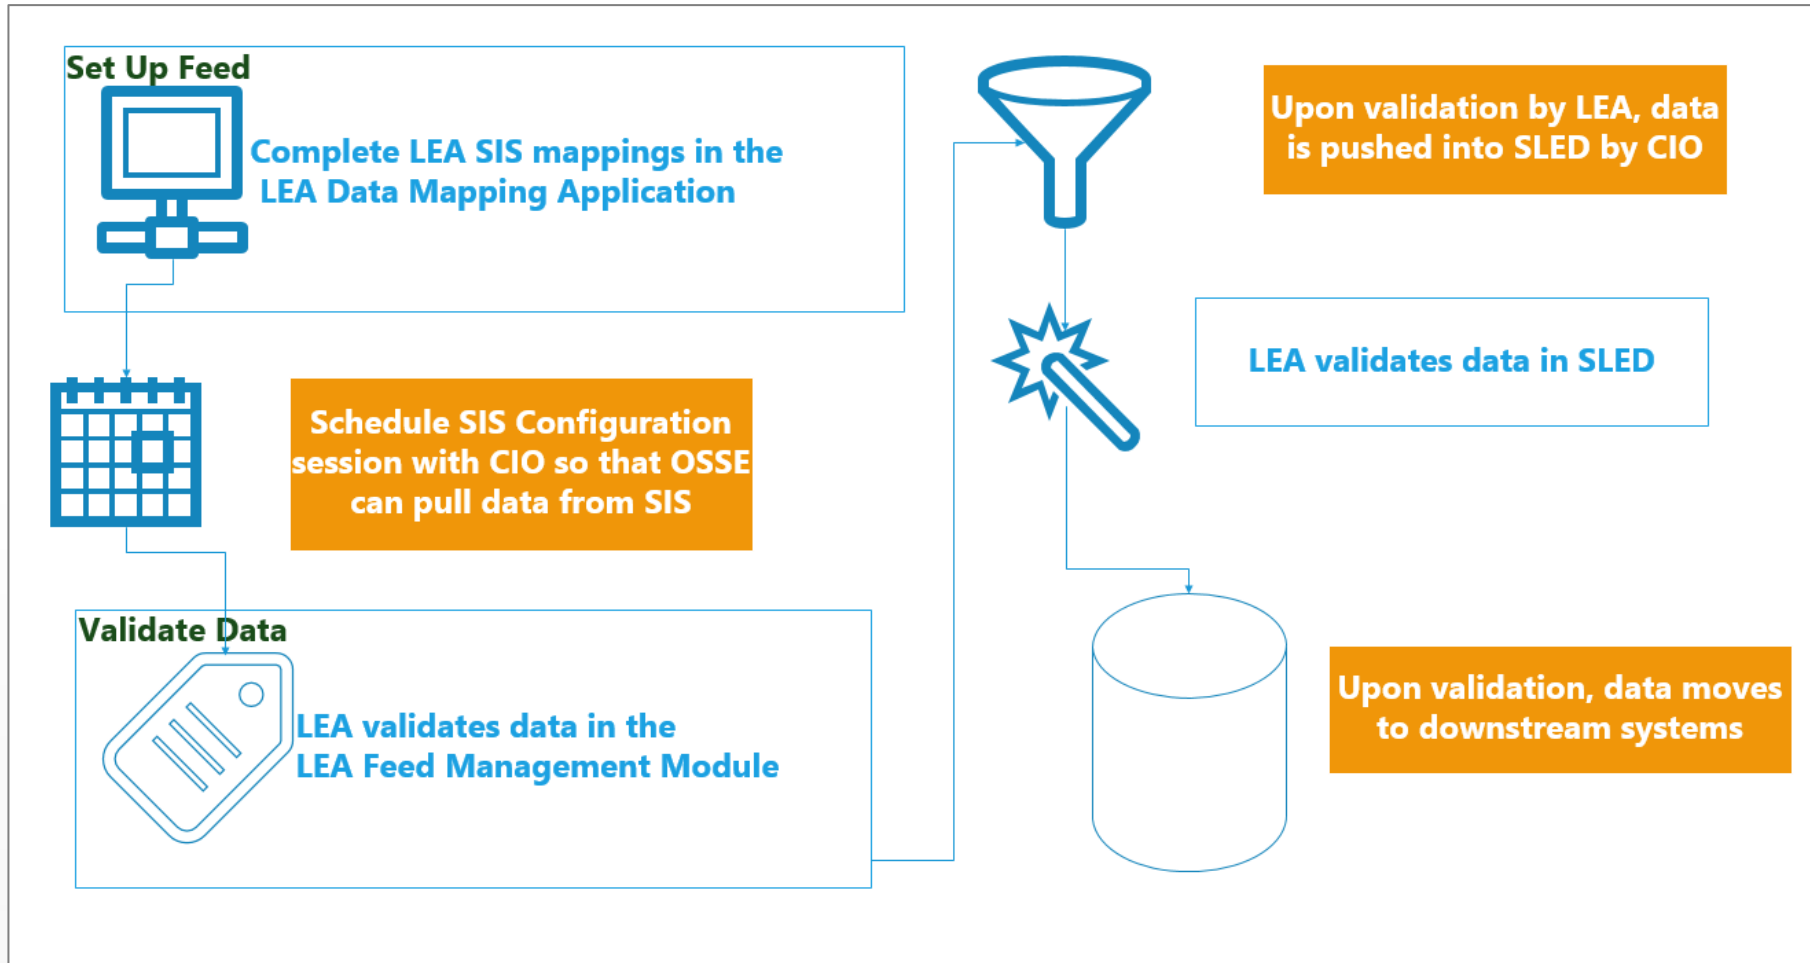 Set Up Feed
Complete LEA SIS mappings in the
LEA Data Mapping Application
Schedule SIS Configuration
session with CIO so that OSSE
can pull data from SIS
Validate Data
LEA validates data in the
LEA Feed Management Module
Upon validation by LEA, data
is pushed into SLED by CIO
LEA validates data in SLED
Upon validation, data moves
to downstream systems